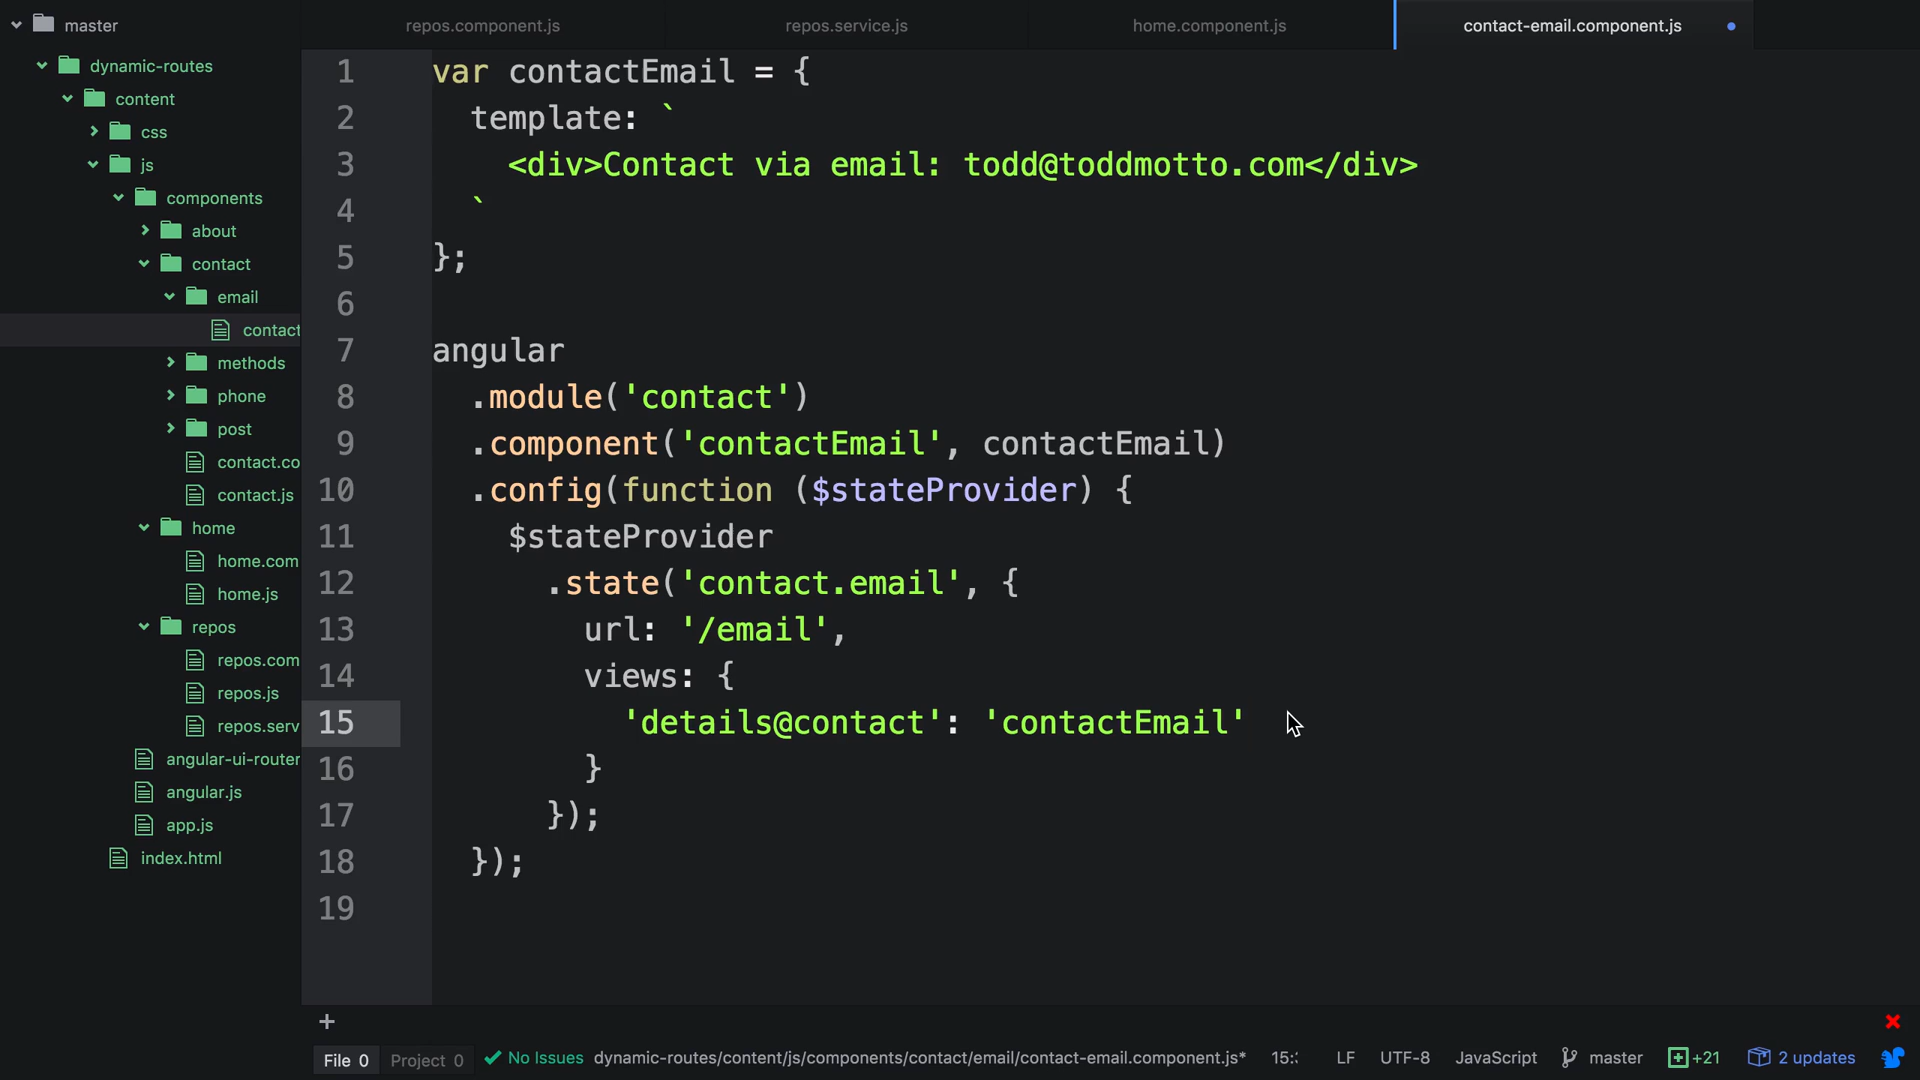 master
repos.component.js
repos.service.js
home.component.js
contact-email.component.js
dynamic-routes
content
css
js
components
about
contact
email
contact
methods
phone
post
contact.co
contact.js
home
home.com
home.js
repos
repos.com
repos.js
repos.serv
angular-ui-router
angular.js
app.js
index.html
1 var contactEmail = {
2 template: `
3 <div>Contact via email: todd@toddmotto.com</div>
4 `
5 };
6
7 angular
8 .module('contact')
9 .component('contactEmail', contactEmail)
10 .config(function ($stateProvider) {
11 $stateProvider
12 .state('contact.email', {
13 url: '/email',
14 views: {
15 'details@contact': 'contactEmail'
16 }
17 });
18 });
19
+
File 0 Project 0 No Issues dynamic-routes/content/js/components/contact/email/contact-email.component.js* 15: LF UTF-8 JavaScript master +21 2 updates